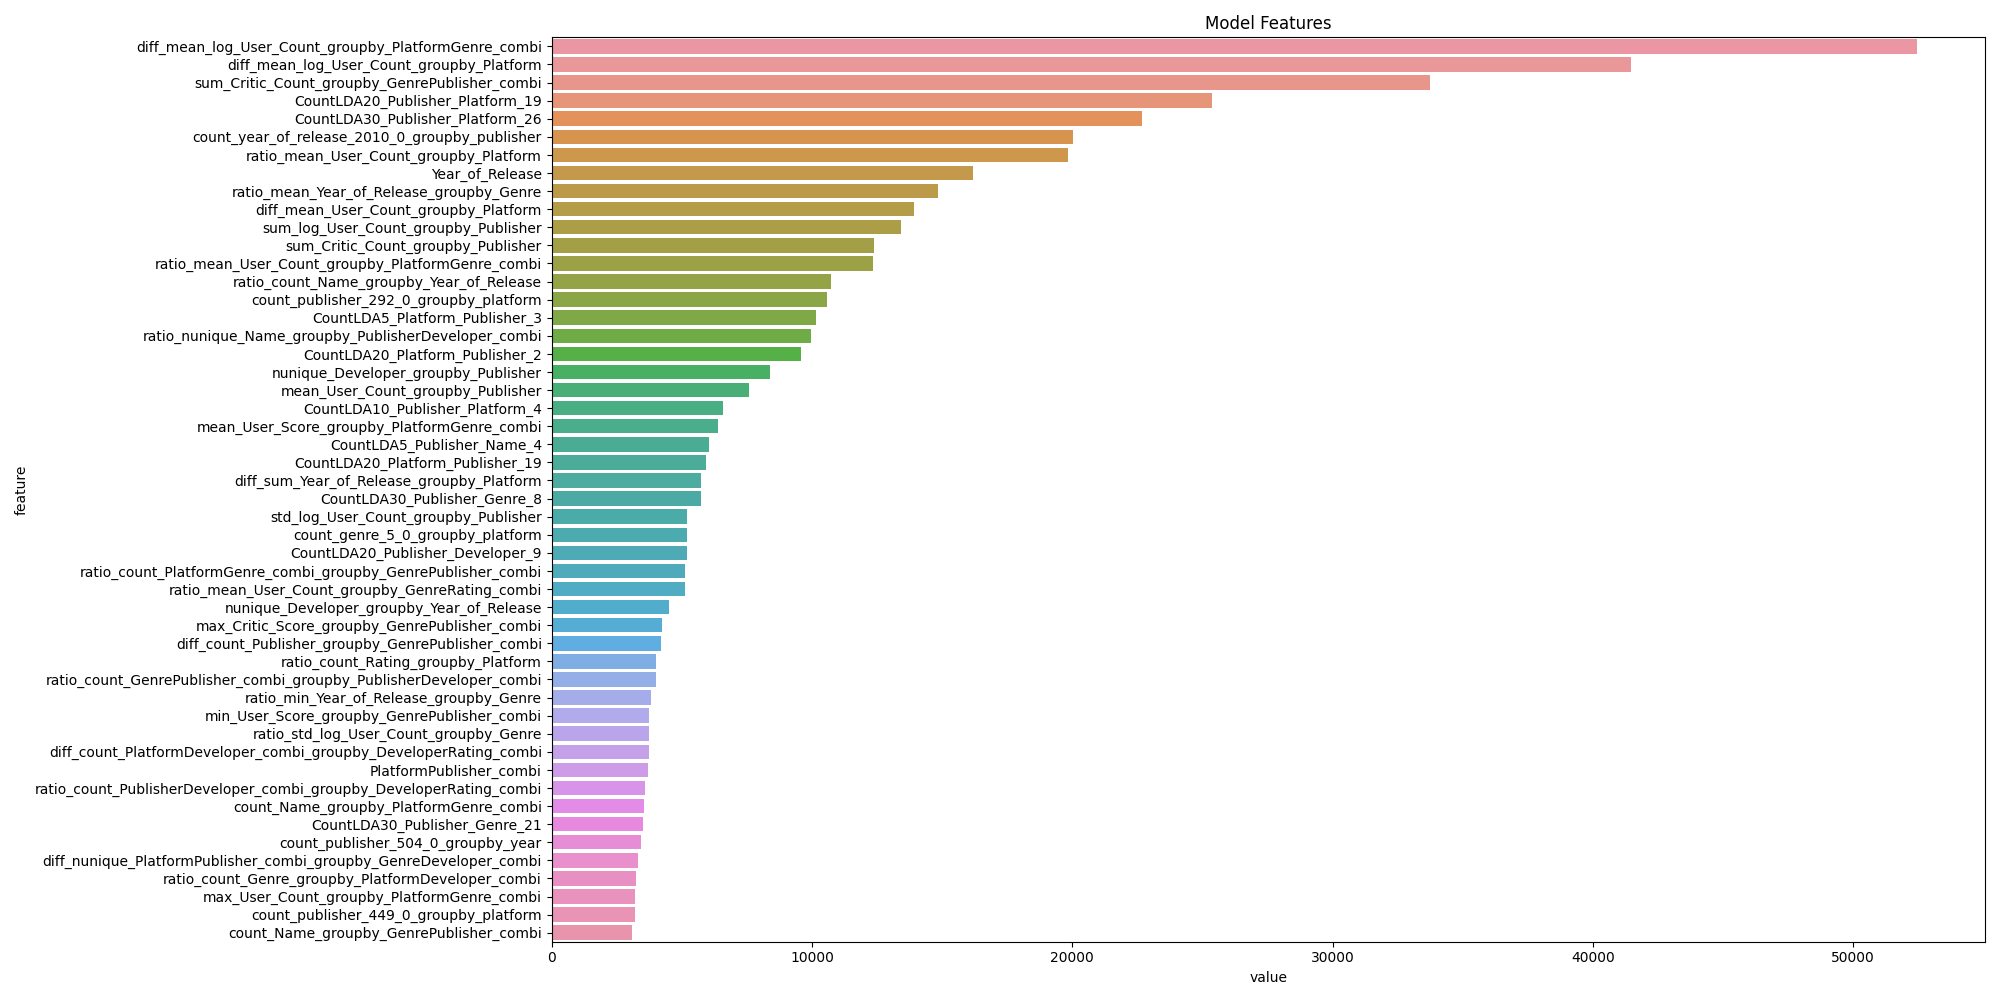 Model Features
diff_mean_log_User_Count_groupby_PlatformGenre_combi
diff_mean_log_User_Count_groupby_Platform
sum_Critic_Count_groupby_GenrePublisher_combi
CountLDA20_Publisher_Platform_19
CountLDA30_Publisher_Platform_26
count_year_of_release_2010_0_groupby_publisher
ratio_mean_User_Count_groupby_Platform
Year_of_Release
ratio_mean_Year_of_Release_groupby_Genre
diff_mean_User_Count_groupby_Platform
sum_log_User_Count_groupby_Publisher
sum_Critic_Count_groupby_Publisher
ratio_mean_User_Count_groupby_PlatformGenre_combi
ratio_count_Name_groupby_Year_of_Release
count_publisher_292_0_groupby_platform
CountLDA5_Platform_Publisher_3
ratio_nunique_Name_groupby_PublisherDeveloper_combi
CountLDA20_Platform_Publisher_2
nunique_Developer_groupby_Publisher
mean_User_Count_groupby_Publisher
CountLDA10_Publisher_Platform_4
mean_User_Score_groupby_PlatformGenre_combi
CountLDA5_Publisher_Name_4
CountLDA20_Platform_Publisher_19
diff_sum_Year_of_Release_groupby_Platform
CountLDA30_Publisher_Genre_8
std_log_User_Count_groupby_Publisher
count_genre_5_0_groupby_platform
CountLDA20_Publisher_Developer_9
ratio_count_PlatformGenre_combi_groupby_GenrePublisher_combi
ratio_mean_User_Count_groupby_GenreRating_combi
nunique_Developer_groupby_Year_of_Release
max_Critic_Score_groupby_GenrePublisher_combi
diff_count_Publisher_groupby_GenrePublisher_combi
ratio_count_Rating_groupby_Platform
ratio_count_GenrePublisher_combi_groupby_PublisherDeveloper_combi
ratio_min_Year_of_Release_groupby_Genre
min_User_Score_groupby_GenrePublisher_combi
ratio_std_log_User_Count_groupby_Genre
diff_count_PlatformDeveloper_combi_groupby_DeveloperRating_combi
PlatformPublisher_combi
ratio_count_PublisherDeveloper_combi_groupby_DeveloperRating_combi
count_Name_groupby_PlatformGenre_combi
CountLDA30_Publisher_Genre_21
count_publisher_504_0_groupby_year
diff_nunique_PlatformPublisher_combi_groupby_GenreDeveloper_combi
ratio_count_Genre_groupby_PlatformDeveloper_combi
max_User_Count_groupby_PlatformGenre_combi
count_publisher_449_0_groupby_platform
count_Name_groupby_GenrePublisher_combi
feature
0 10000 20000 30000 40000 50000
value